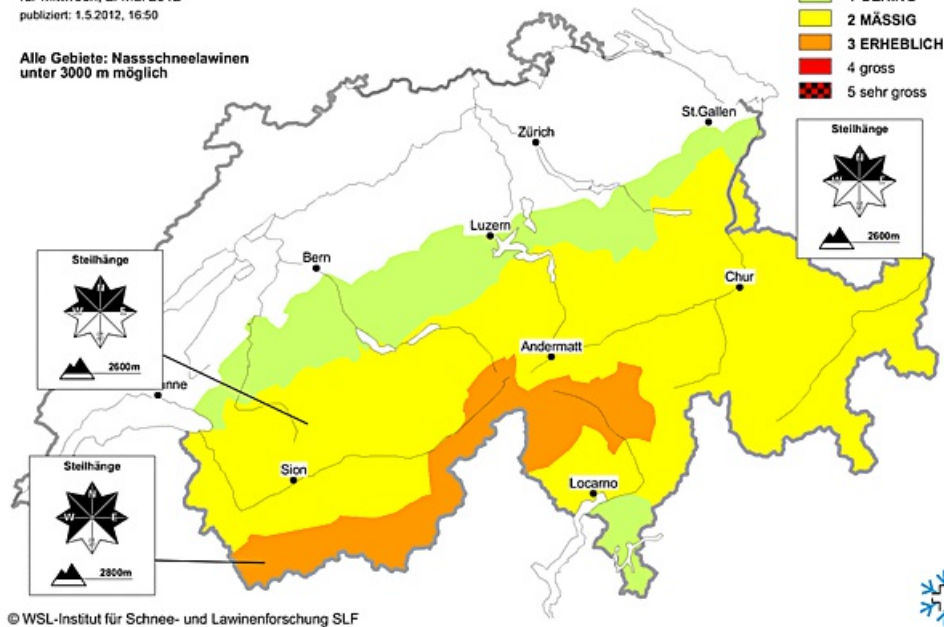 publiziert: 1.5.2012, 16:50
Alle Gebiete: Nassschneelawinen
unter 3000 m möglich
2 MÄSSIG
3 ERHEBLICH
4 gross
5 sehr gross
St.Gallen
Zürich
Steilhänge
N
W E
S
2600m
Luzern
Bern
Chur
Steilhänge
N
W E
S
2600m
Andermatt
Sion
Locarno
Steilhänge
N
W E
S
2800m
© WSL-Institut für Schnee- und Lawinenforschung SLF